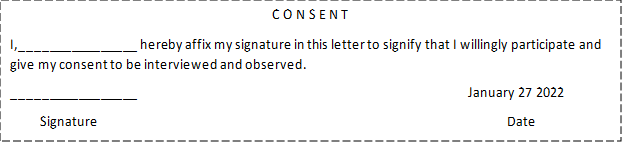 C O N S E N T
I,________________ hereby affix my signature in this letter to signify that I willingly participate and
give my consent to be interviewed and observed.
_________________ January 27 2022
Signature Date